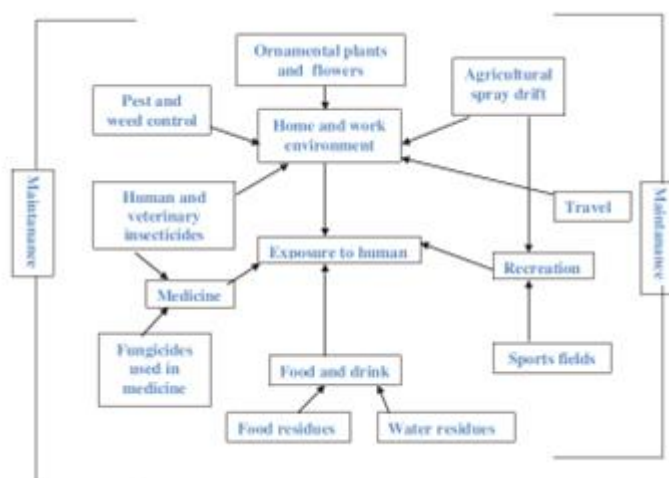 Ornamental plants
and flowers
Agricultural
spray drift
Pest and
weed control
Home and work
environment
Maintanance
Human and
veterinary
insecticides
Travel
Maintanance
Exposure to human
Recreation
Medicine
Fungicides
used in
medicine
Food and drink
Sports fields
Food residues
Water residues